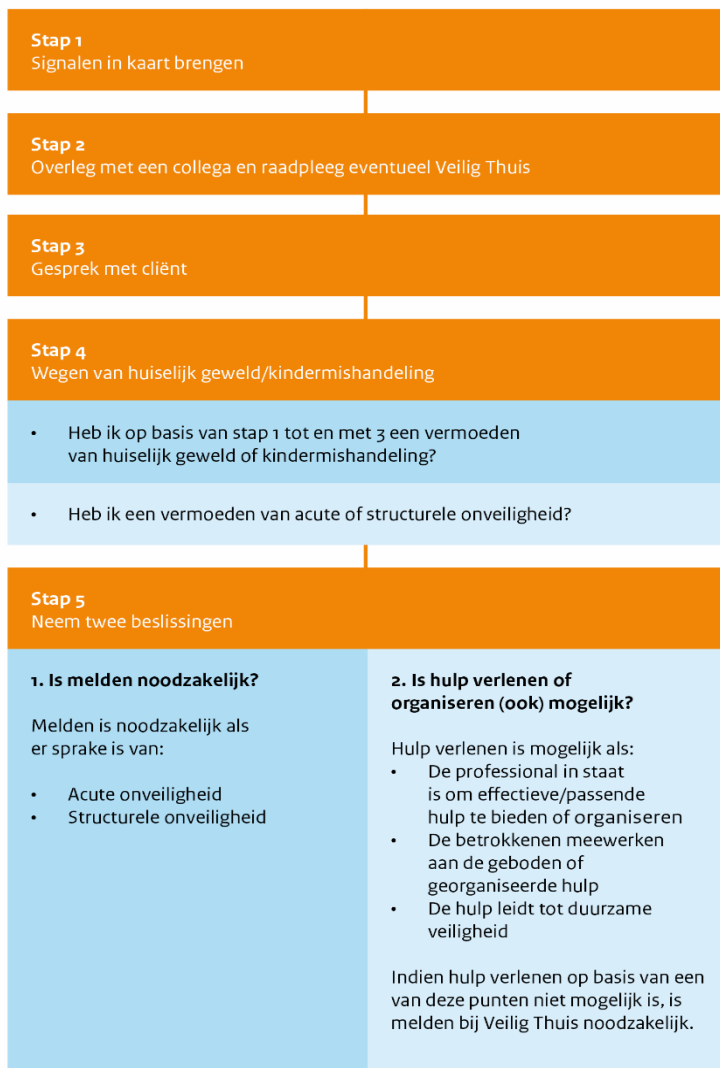 Stap 1
Signalen in kaart brengen
Stap 2
Overleg met een collega en raadpleeg eventueel Veilig Thuis
Stap 3
Gesprek met cliënt
Stap 4
Wegen van huiselijk geweld/kindermishandeling
• Heb ik op basis van stap 1 tot en met 3 een vermoeden
van huiselijk geweld of kindermishandeling?
• Heb ik een vermoeden van acute of structurele onveiligheid?
Stap 5
Neem twee beslissingen
1. Is melden noodzakelijk?
Melden is noodzakelijk als
er sprake is van:
• Acute onveiligheid
• Structurele onveiligheid
2. Is hulp verlenen of
organiseren (ook) mogelijk?
Hulp verlenen is mogelijk als:
• De professional in staat
is om effectieve/passende
hulp te bieden of organiseren
• De betrokkenen meewerken
aan de geboden of
georganiseerde hulp
• De hulp leidt tot duurzame
veiligheid
Indien hulp verlenen op basis van een
van deze punten niet mogelijk is, is
melden bij Veilig Thuis noodzakelijk.